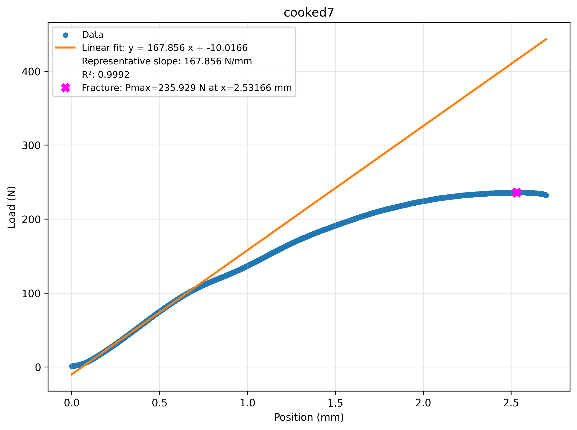 cooked7
Data
Linear fit: y = 167.856 x + -10.0166
Representative slope: 167.856 N/mm
R²: 0.9992
Fracture: Pmax=235.929 N at x=2.53166 mm
400
300
200
100
0
Load (N)
0.0 0.5 1.0 1.5 2.0 2.5
Position (mm)